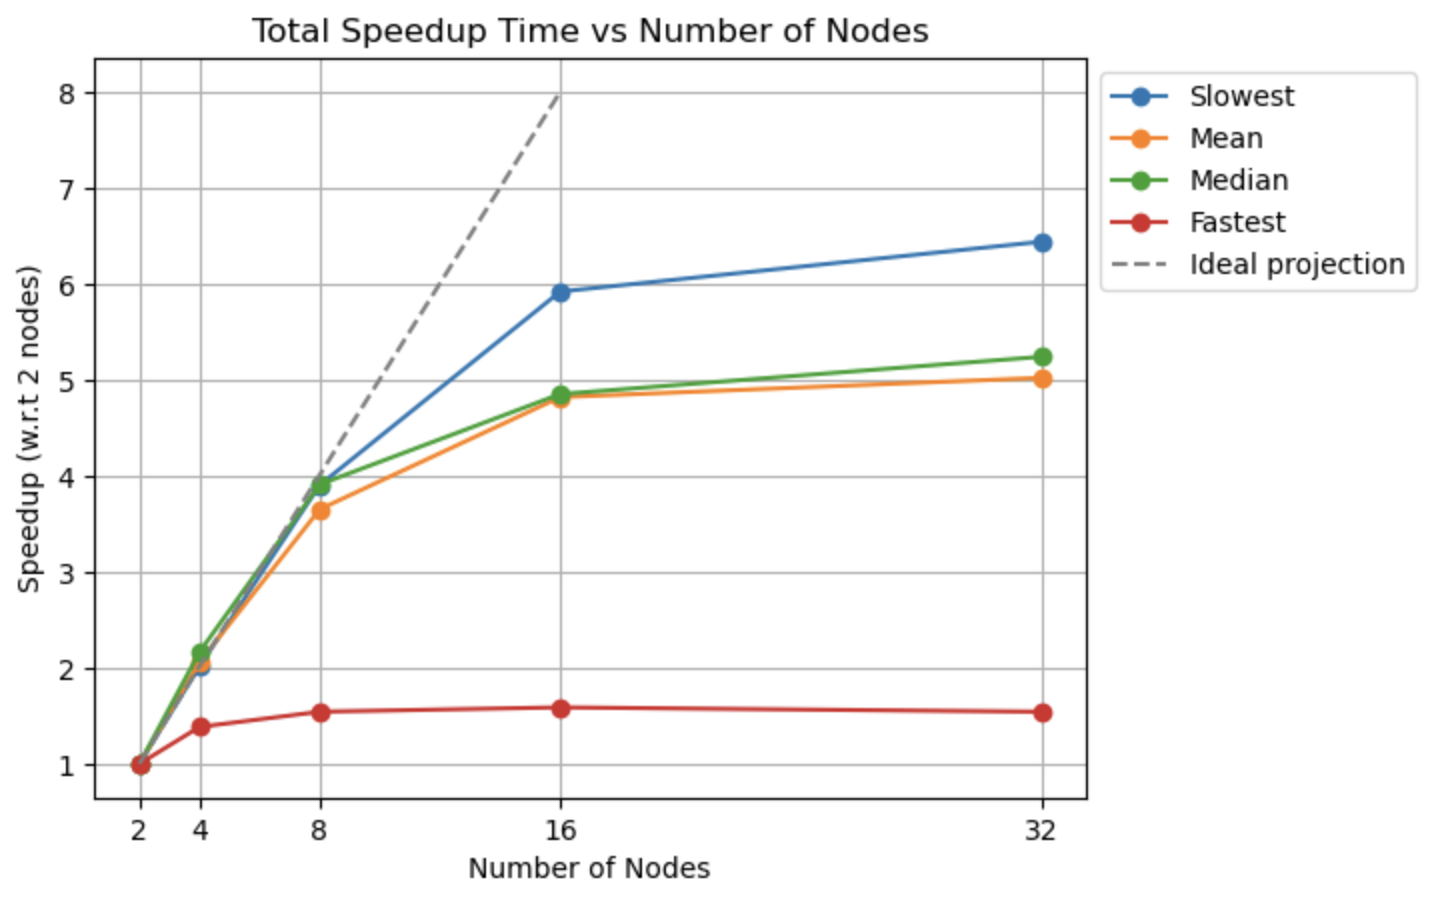 Total Speedup Time vs Number of Nodes
8
7
6
5
4
3
2
1
Speedup (w.r.t 2 nodes)
2 4 8 16 32
Number of Nodes
Slowest
Mean
Median
Fastest
Ideal projection